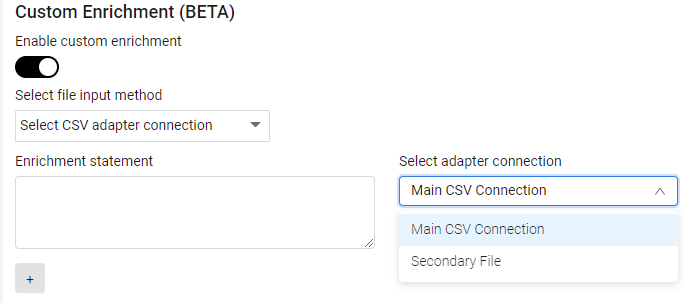 Custom Enrichment (BETA)
Enable custom enrichment
Select file input method
Select CSV adapter connection
Enrichment statement
Select adapter connection
Main CSV Connection
Main CSV Connection
Secondary File
+